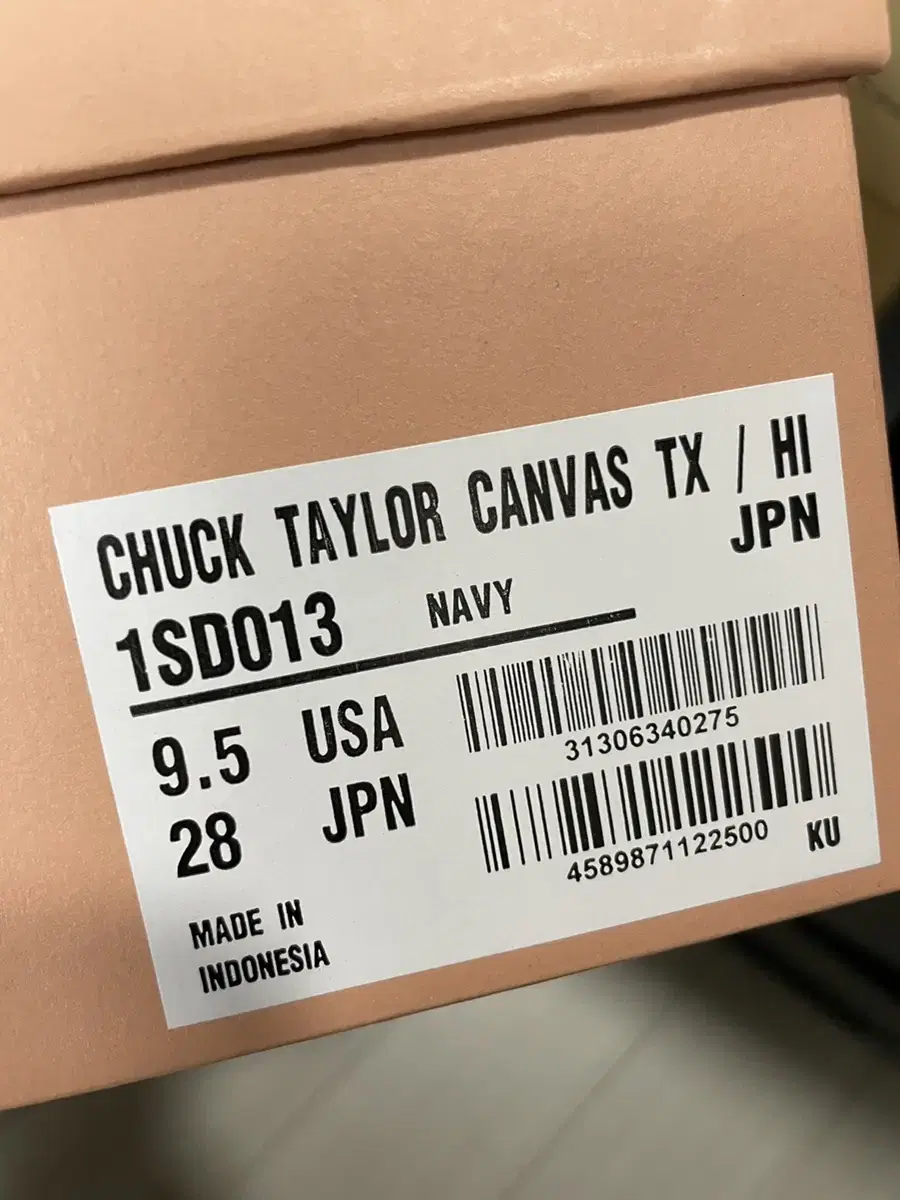 CHUCK TAYLOR CANVAS TX / HI
JPN
1SD013 NAVY
9.5 USA
28 JPN
31306340275
4589871122500
KU
MADE IN
INDONESIA